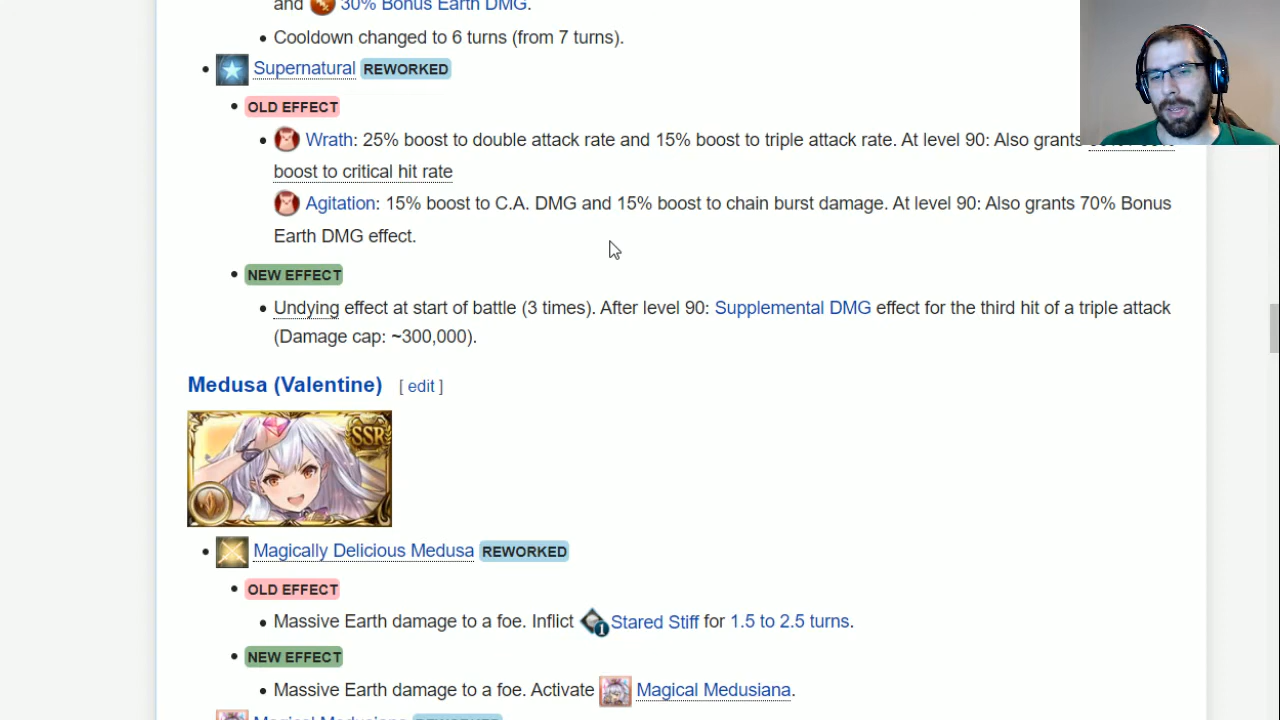 and 30% Bonus Earth DMG.
Cooldown changed to 6 turns (from 7 turns).
Supernatural REWORKED
OLD EFFECT
Wrath: 25% boost to double attack rate and 15% boost to triple attack rate. At level 90: Also grants
boost to critical hit rate
Agitation: 15% boost to C.A. DMG and 15% boost to chain burst damage. At level 90: Also grants 70% Bonus
Earth DMG effect.
NEW EFFECT
Undying effect at start of battle (3 times). After level 90: Supplemental DMG effect for the third hit of a triple attack
(Damage cap: ~300,000).
Medusa (Valentine) [ edit ]
SSR
Magically Delicious Medusa REWORKED
OLD EFFECT
Massive Earth damage to a foe. Inflict 1 Stared Stiff for 1.5 to 2.5 turns.
NEW EFFECT
Massive Earth damage to a foe. Activate Magical Medusiana.
Magical Medusiana REWORKED